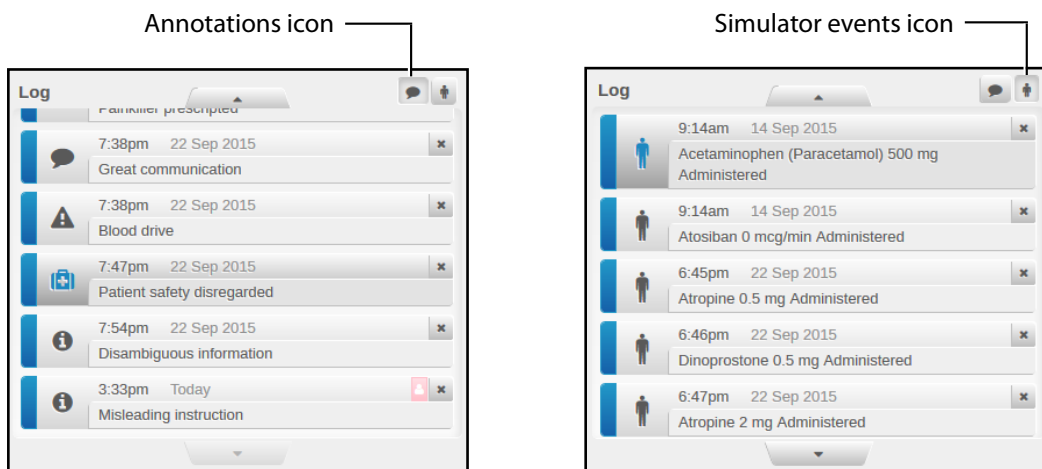 Annotations icon
Simulator events icon
Log
Painkiller prescripted
7:38pm 22 Sep 2015
Great communication
7:38pm 22 Sep 2015
Blood drive
7:47pm 22 Sep 2015
Patient safety disregarded
7:54pm 22 Sep 2015
Disambiguous information
3:33pm Today
Misleading instruction
Log
9:14am 14 Sep 2015
Acetaminophen (Paracetamol) 500 mg
Administered
9:14am 14 Sep 2015
Atosiban 0 mcg/min Administered
6:45pm 22 Sep 2015
Atropine 0.5 mg Administered
6:46pm 22 Sep 2015
Dinoprostone 0.5 mg Administered
6:47pm 22 Sep 2015
Atropine 2 mg Administered